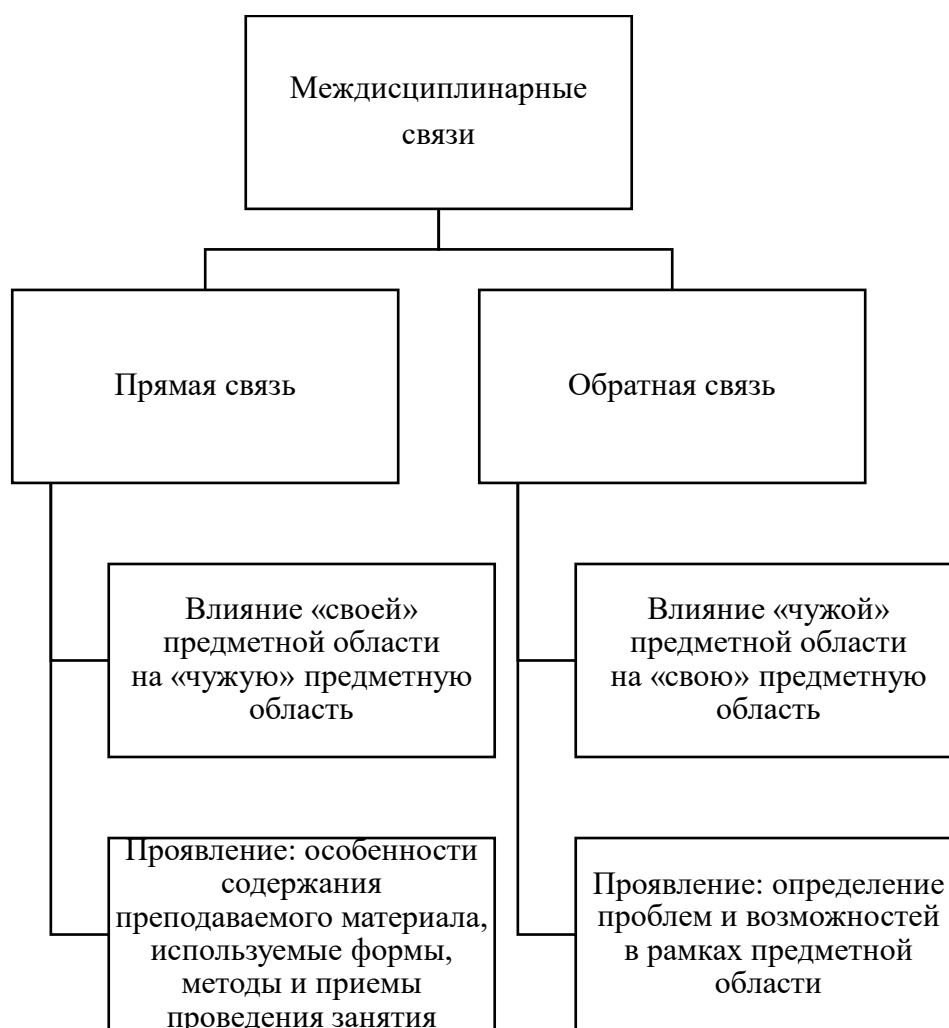 Междисциплинарные
связи
Прямая связь
Обратная связь
Влияние «своей»
предметной области
на «чужую» предметную
область
Влияние «чужой»
предметной области
на «свою» предметную
область
Проявление: особенности
содержания
преподаваемого материала,
используемые формы,
методы и приемы
проведения занятия
Проявление: определение
проблем и возможностей
в рамках предметной
области